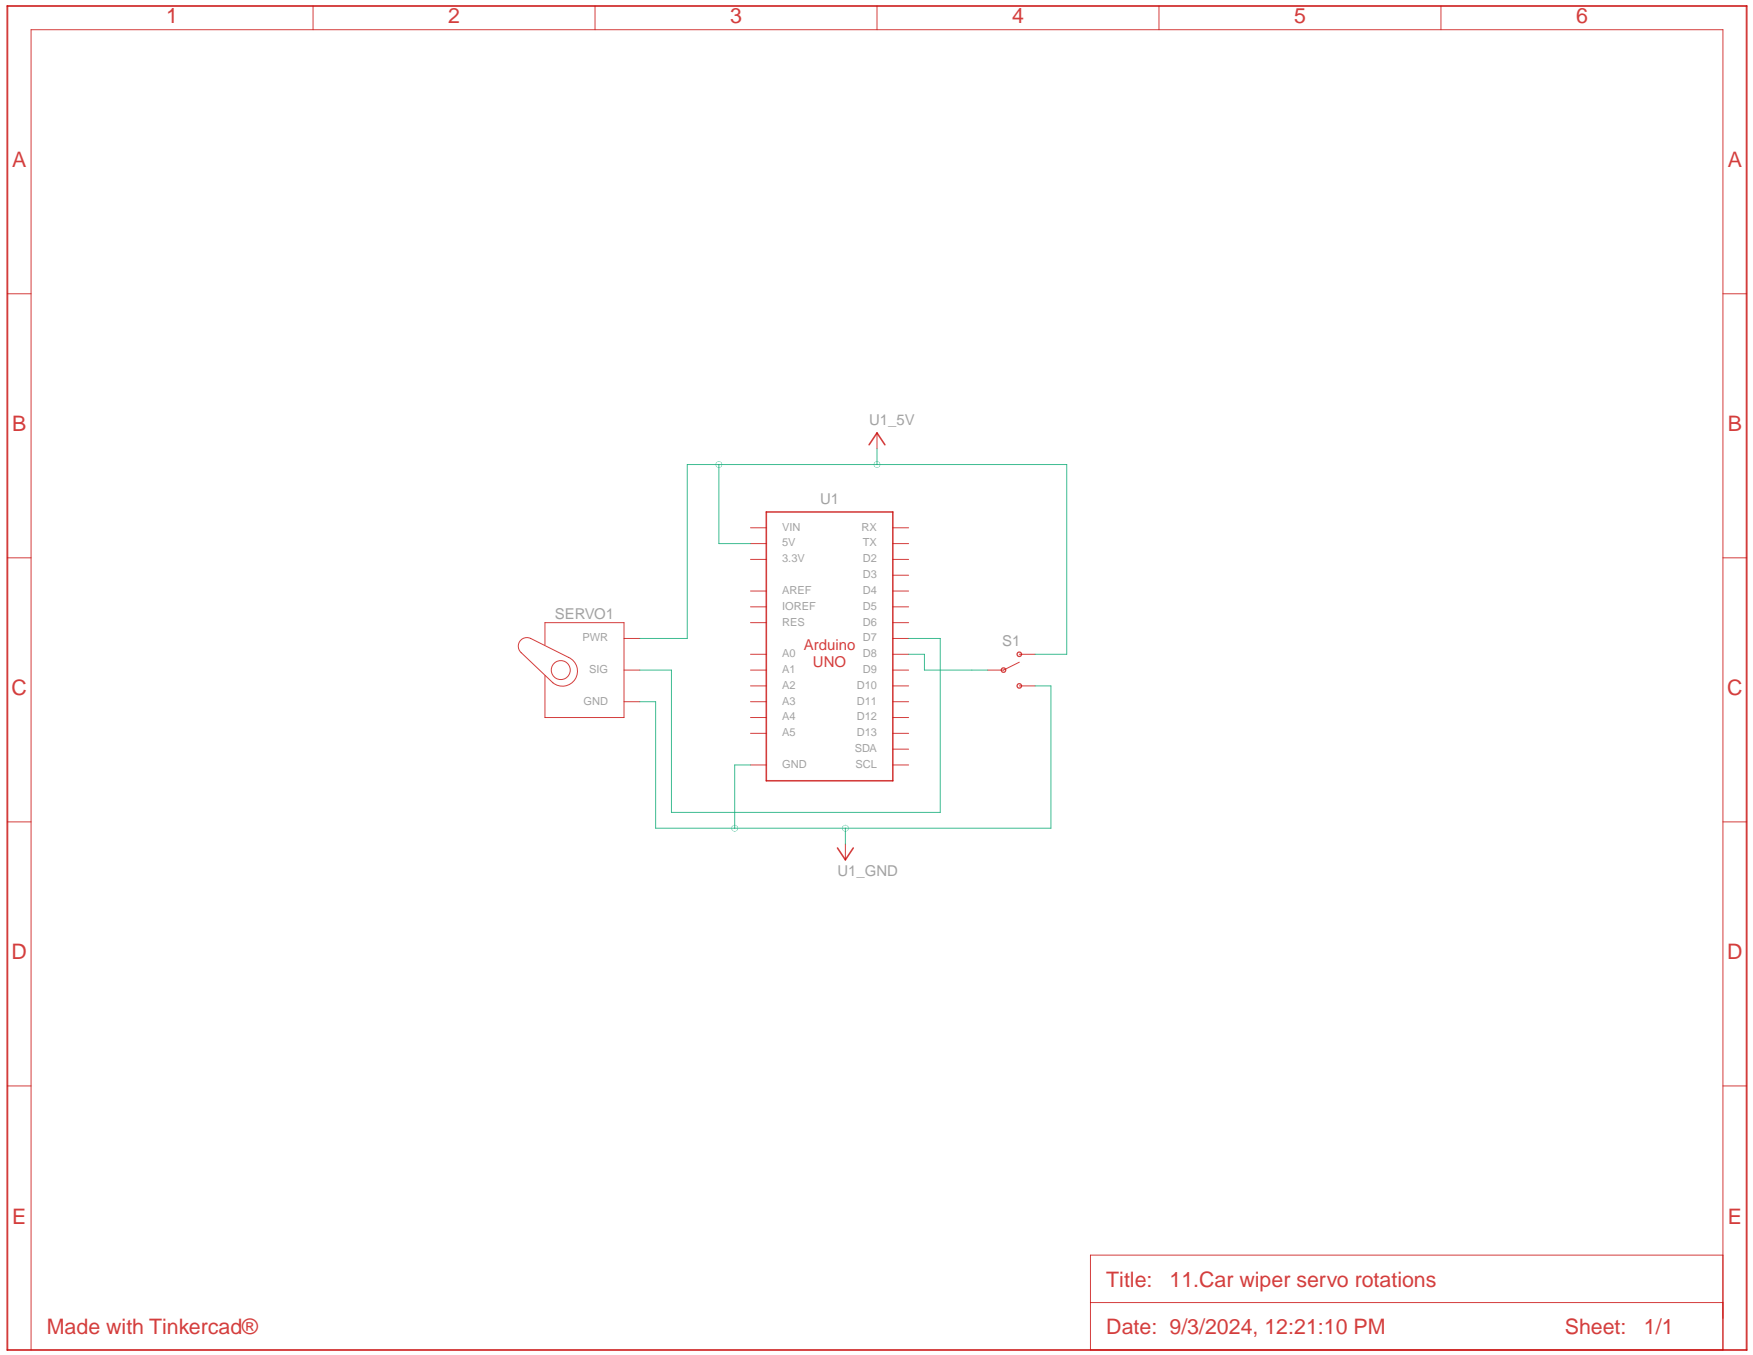 1 2 3 4 5 6
A A
B B
U1_5V
U1
VIN RX
5V TX
3.3V D2
D3
AREF D4
IOREF D5
RES D6
D7
Arduino
UNO
A0 D8
A1 D9
A2 D10
A3 D11
A4 D12
A5 D13
SDA
GND SCL
SERVO1
PWR
SIG
GND
S1
C C
U1_GND
D D
E E
Title: 11.Car wiper servo rotations
Date: 9/3/2024, 12:21:10 PM Sheet: 1/1
Made with Tinkercad®